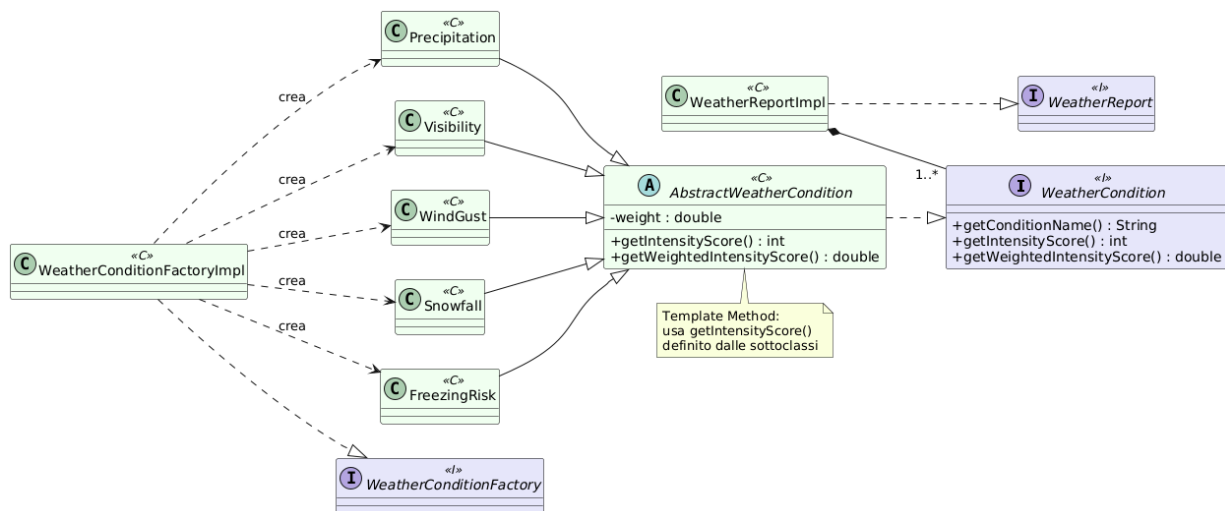 C
«C»
Precipitation
crea
C
«C»
Visibility
crea
C
«C»
WindGust
crea
C
«C»
WeatherConditionFactoryImpl
crea
C
«C»
Snowfall
crea
C
«C»
FreezingRisk
I
«I»
WeatherConditionFactory
C
«C»
WeatherReportImpl
I
«I»
WeatherReport
1..*
A
«C»
AbstractWeatherCondition
-weight : double
+getIntensityScore() : int
+getWeightedIntensityScore() : double
I
«I»
WeatherCondition
+getConditionName() : String
+getIntensityScore() : int
+getWeightedIntensityScore() : double
Template Method:
usa getIntensityScore()
definito dalle sottoclassi